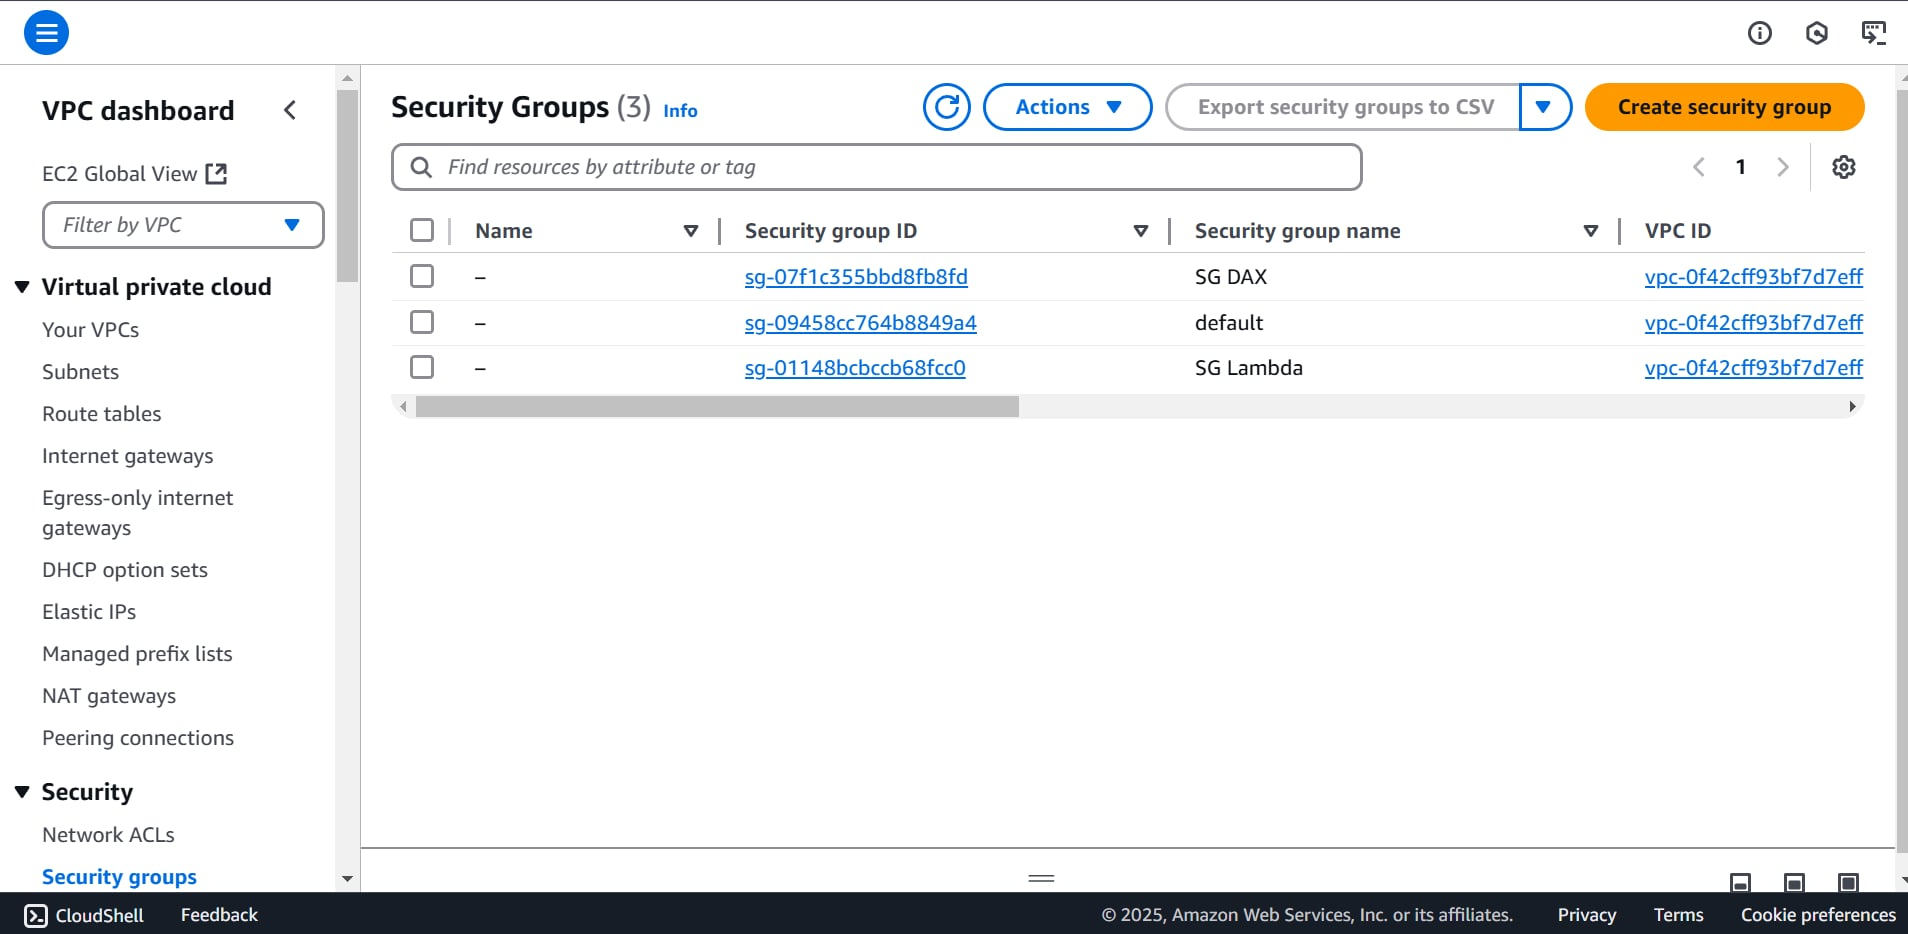 VPC dashboard
EC2 Global View
Filter by VPC
Virtual private cloud
Your VPCs
Subnets
Route tables
Internet gateways
Egress-only internet
gateways
DHCP option sets
Elastic IPs
Managed prefix lists
NAT gateways
Peering connections
Security
Network ACLs
Security groups
Security Groups (3) Info
Actions
Export security groups to CSV
Create security group
Find resources by attribute or tag
1
Name Security group ID Security group name VPC ID
– sg-07f1c355bbd8fb8fd SG DAX vpc-0f42cff93bf7d7eff
– sg-09458cc764b8849a4 default vpc-0f42cff93bf7d7eff
– sg-01148bcbccb68fcc0 SG Lambda vpc-0f42cff93bf7d7eff
CloudShell Feedback © 2025, Amazon Web Services, Inc. or its affiliates. Privacy Terms Cookie preferences